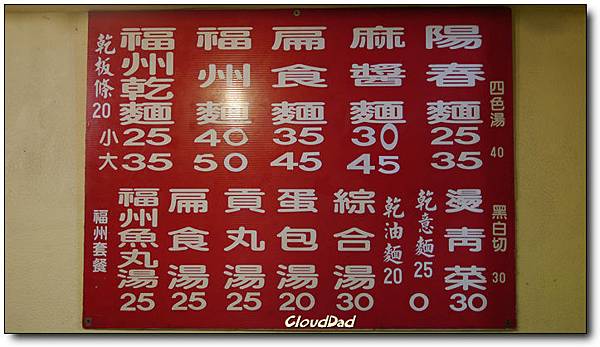 四色湯 40
陽春麵 25 35
麻醬麵 30 45
扁食麵 35 45
福州麵 40 50
福州乾麵 25 35
小 大
乾板條 20
黑白切 30
燙青菜 30
乾意麵 25 0
乾油麵 20
綜合湯 30
蛋包湯 20
貢丸湯 25
扁食湯 25
福州魚丸湯 25
福州套餐
CloudDad